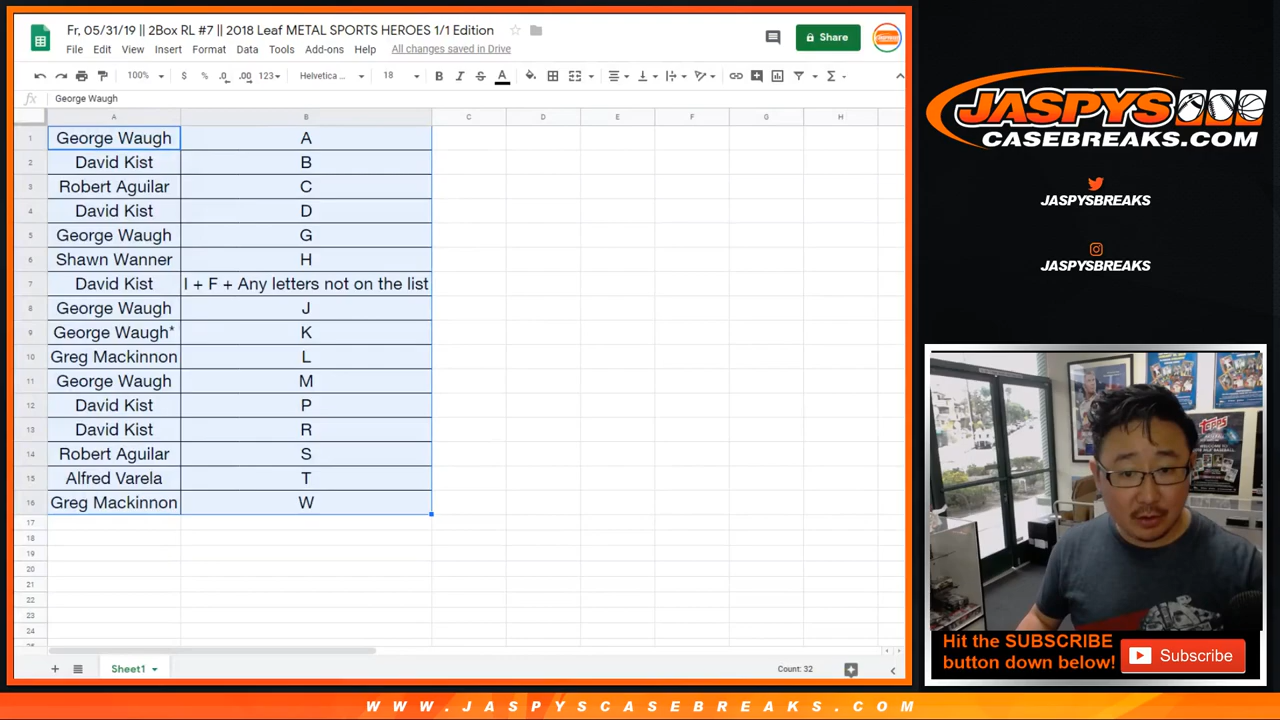 Fr, 05/31/19 || 2Box RL #7 || 2018 Leaf METAL SPORTS HEROES 1/1 Edition
File Edit View Insert Format Data Tools Add-ons Help All changes saved in Drive
Share
100% $ % .0 .00 123 Helvetica ... 18 B I S A
fx George Waugh
A B C D E F G H
1 George Waugh A
2 David Kist B
3 Robert Aguilar C
4 David Kist D
5 George Waugh G
6 Shawn Wanner H
7 David Kist I + F + Any letters not on the list
8 George Waugh J
9 George Waugh* K
10 Greg Mackinnon L
11 George Waugh M
12 David Kist P
13 David Kist R
14 Robert Aguilar S
15 Alfred Varela T
16 Greg Mackinnon W
17
18
19
20
21
22
23
24
Sheet1
Count: 32
JASPYS
CASEBREAKS.COM
JASPYSBREAKS
JASPYSBREAKS
TOPPS
Hit the SUBSCRIBE
button down below!
Subscribe
WWW.JASPYSCASEBREAKS.COM